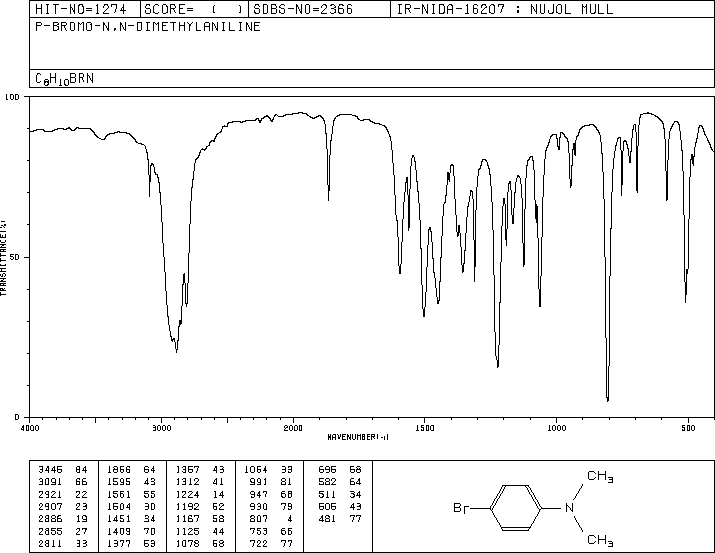 HIT-NO=1274 SCORE= ( ) SDBS-NO=2366 IR-NIDA-16207 : NUJOL MULL
P-BROMO-N,N-DIMETHYLANILINE
C8H10BRN
100
50
0
TRANSMITTANCE(%)
4000 3000 2000 1500 1000 500
WAVENUMBER(-1)
3445 84 1866 64 1357 43 1064 33 695 68
3091 66 1595 43 1312 41 991 81 582 64
2921 22 1561 55 1224 14 947 68 511 34
2907 23 1504 30 1192 52 930 79 505 43
2886 19 1451 34 1167 58 807 4 481 77
2855 27 1409 70 1125 44 753 66
2811 33 1377 53 1078 58 722 77
CH3
Br N
CH3